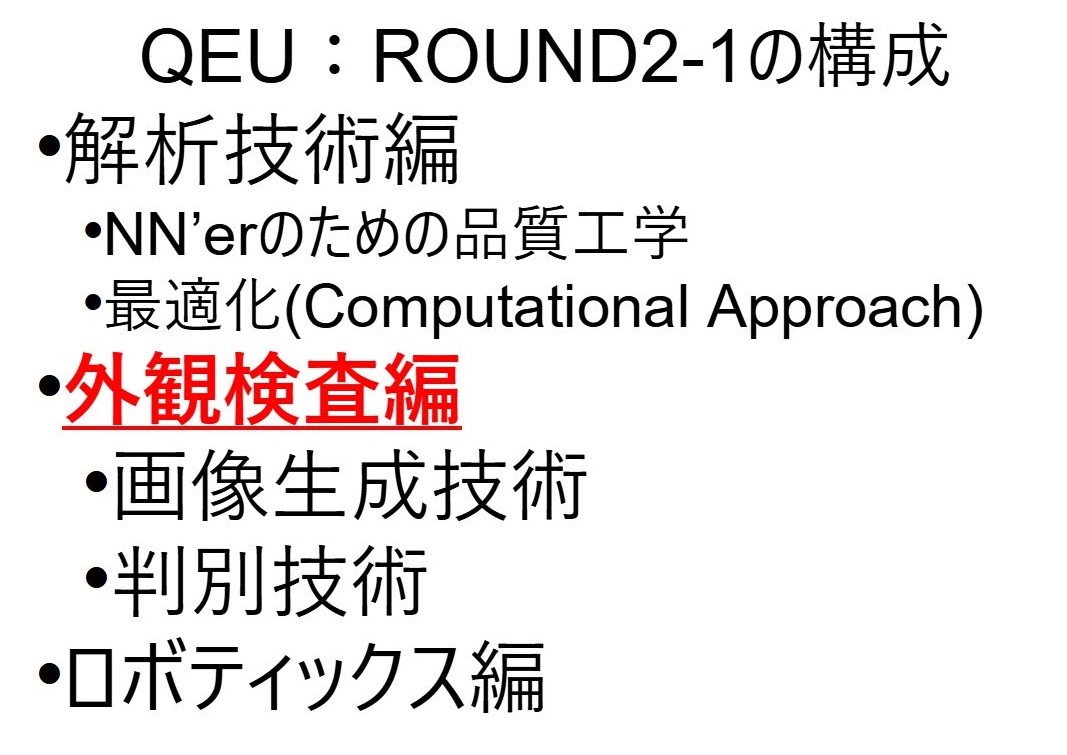 QEU：ROUND2-1の構成
•解析技術編
•NN’erのための品質工学
•最適化(Computational Approach)
•外観検査編
•画像生成技術
•判別技術
•ロボティックス編